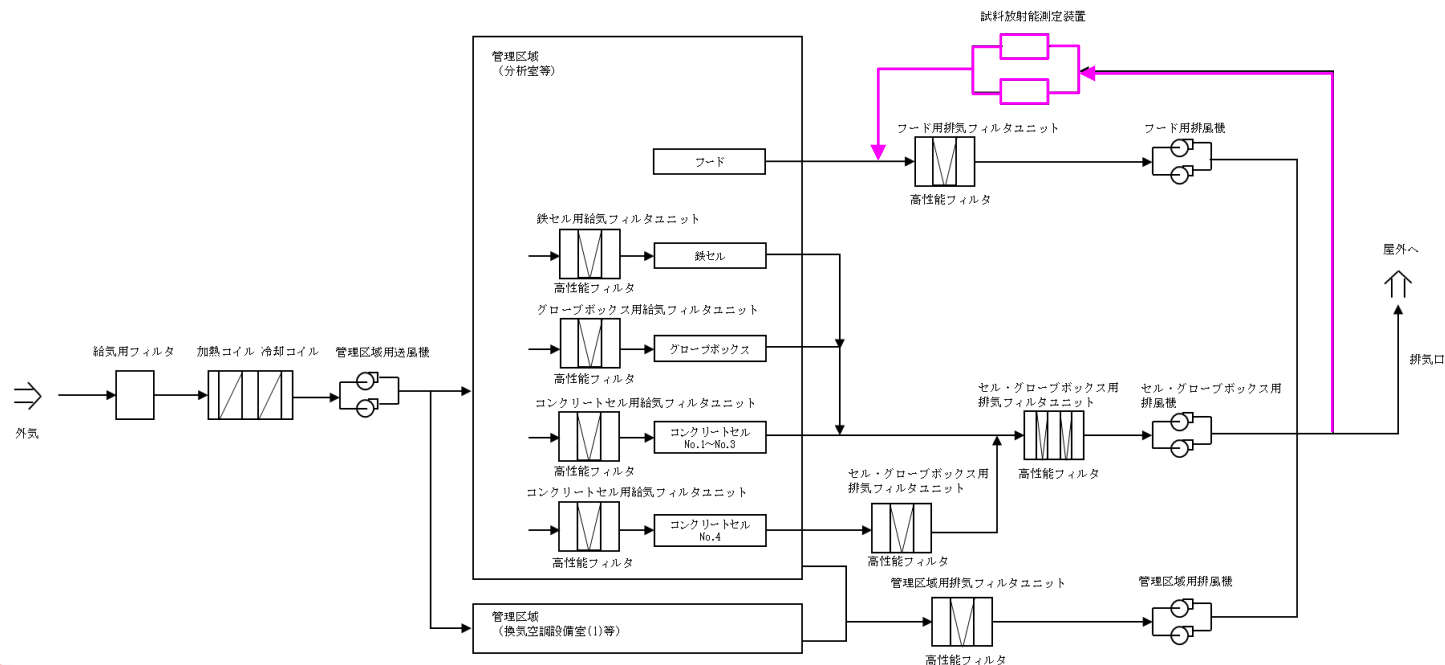 試料放射能測定装置
管理区域
(分析室等)
フード用排気フィルタユニット
フード用排風機
フード
高性能フィルタ
鉄セル用給気フィルタユニット
鉄セル
高性能フィルタ
屋外へ
グローブボックス用給気フィルタユニット
グローブボックス
高性能フィルタ
給気用フィルタ
加熱コイル 冷却コイル
管理区域用送風機
排気口
外気
コンクリートセル用給気フィルタユニット
コンクリートセル
No.1~No.3
高性能フィルタ
セル・グローブボックス用
排気フィルタユニット
セル・グローブボックス用
排風機
高性能フィルタ
セル・グローブボックス用
排気フィルタユニット
コンクリートセル用給気フィルタユニット
コンクリートセル
No.4
高性能フィルタ
高性能フィルタ
管理区域用排気フィルタユニット
管理区域用排風機
管理区域
(換気空調設備室(1)等)
高性能フィルタ